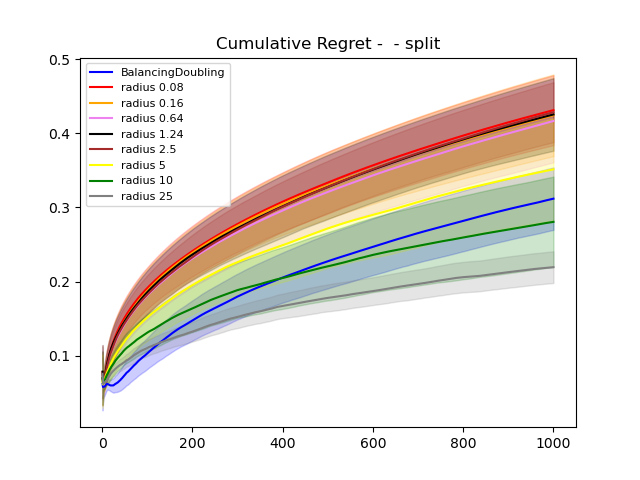 Cumulative Regret -  - split
BalancingDoubling
radius 0.08
radius 0.16
radius 0.64
radius 1.24
radius 2.5
radius 5
radius 10
radius 25
0.5
0.4
0.3
0.2
0.1
0 200 400 600 800 1000